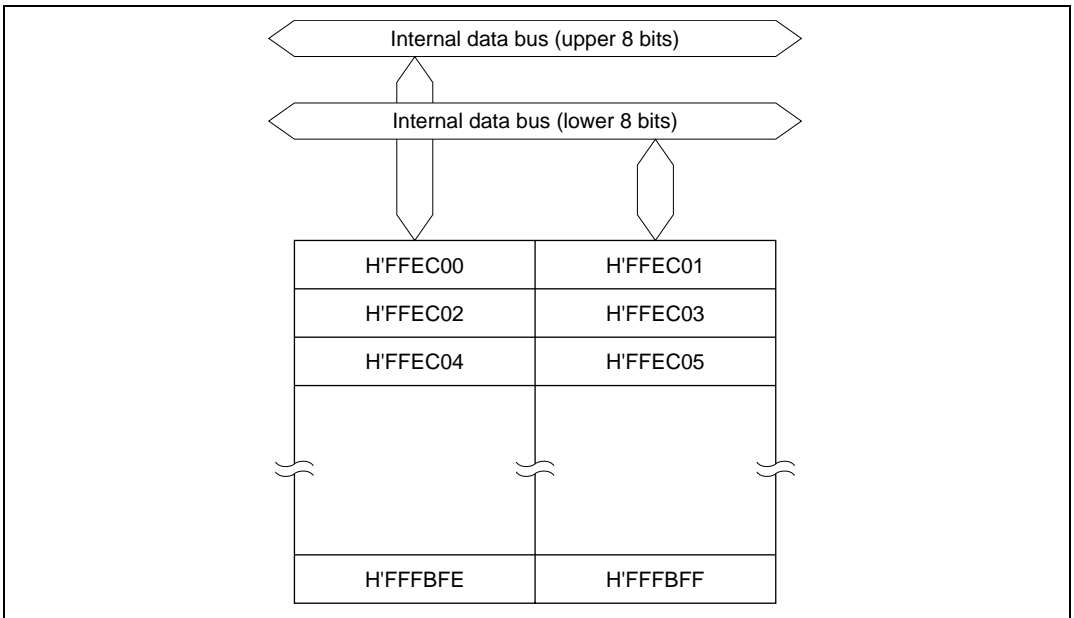 Internal data bus (upper 8 bits)
Internal data bus (lower 8 bits)
H'FFEC00 H'FFEC01
H'FFEC02 H'FFEC03
H'FFEC04 H'FFEC05
H'FFFBFE H'FFFBFF